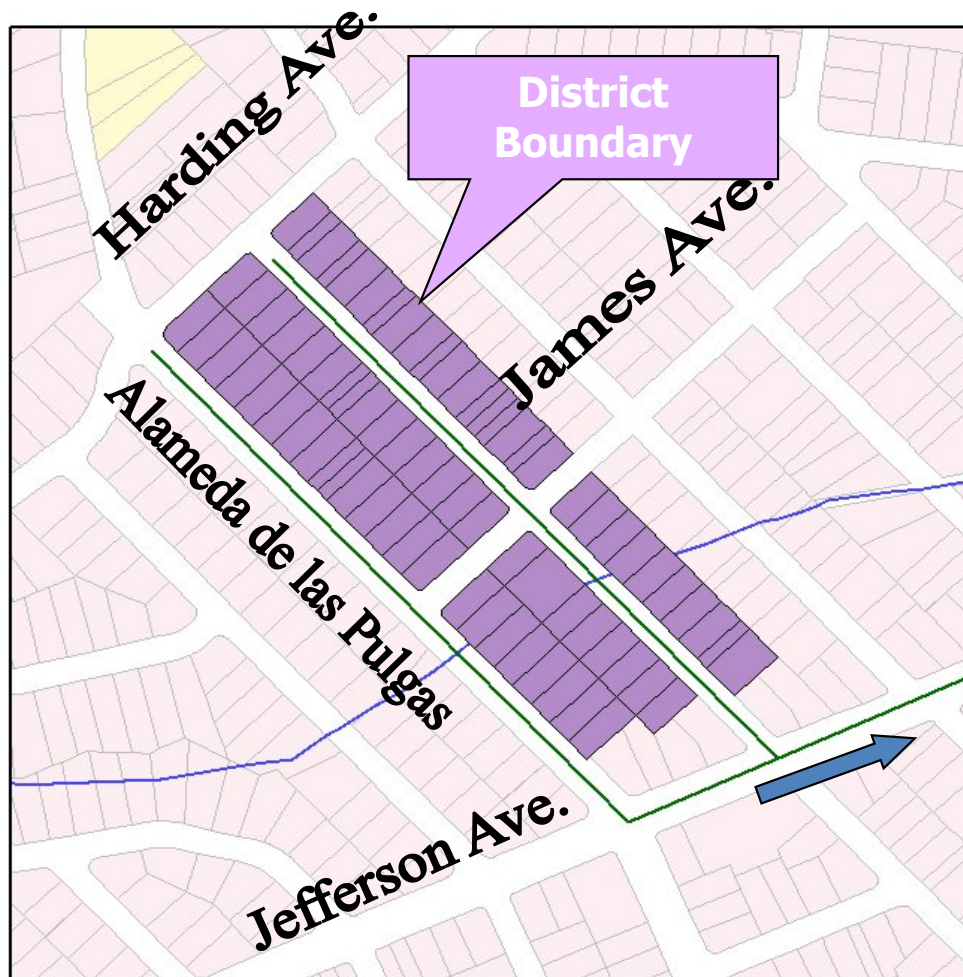 Harding Ave.
District
Boundary
James Ave.
Alameda de las Pulgas
Jefferson Ave.